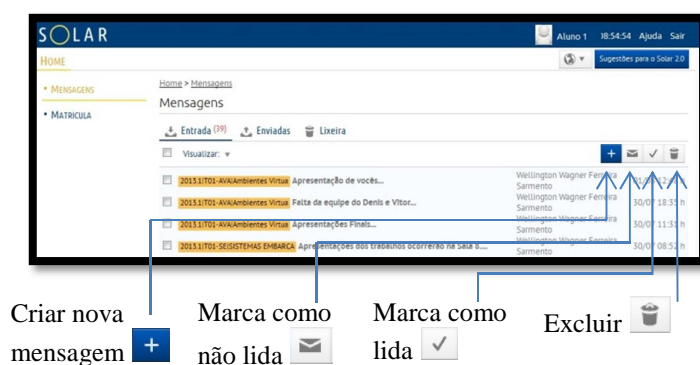 SOLAR
Aluno 1 18:54:54 Ajuda Sair
HOME
Sugestões para o Solar 2.0
• MENSAGENS
• MATRÍCULA
Home > Mensagens
Mensagens
Entrada (39) Enviadas Lixeira
Visualizar:
2013.1|T01-AVA|Ambientes Virtua Apresentação de vocês... Wellington Wagner Ferreira Sarmento
2013.1|T01-AVA|Ambientes Virtua Falta da equipe do Denis e Vitor... Wellington Wagner Ferreira Sarmento 30/07 18:35 h
2013.1|T01-AVA|Ambientes Virtua Apresentações Finais... Wellington Wagner Ferreira Sarmento 30/07 11:31 h
2013.1|T01-SE|SISTEMAS EMBARCA Apresentações dos trabalhos ocorrerão na Sala 0.... Wellington Wagner Ferreira Sarmento 30/07 08:52 h
Criar nova mensagem
Marca como não lida
Marca como lida
Excluir